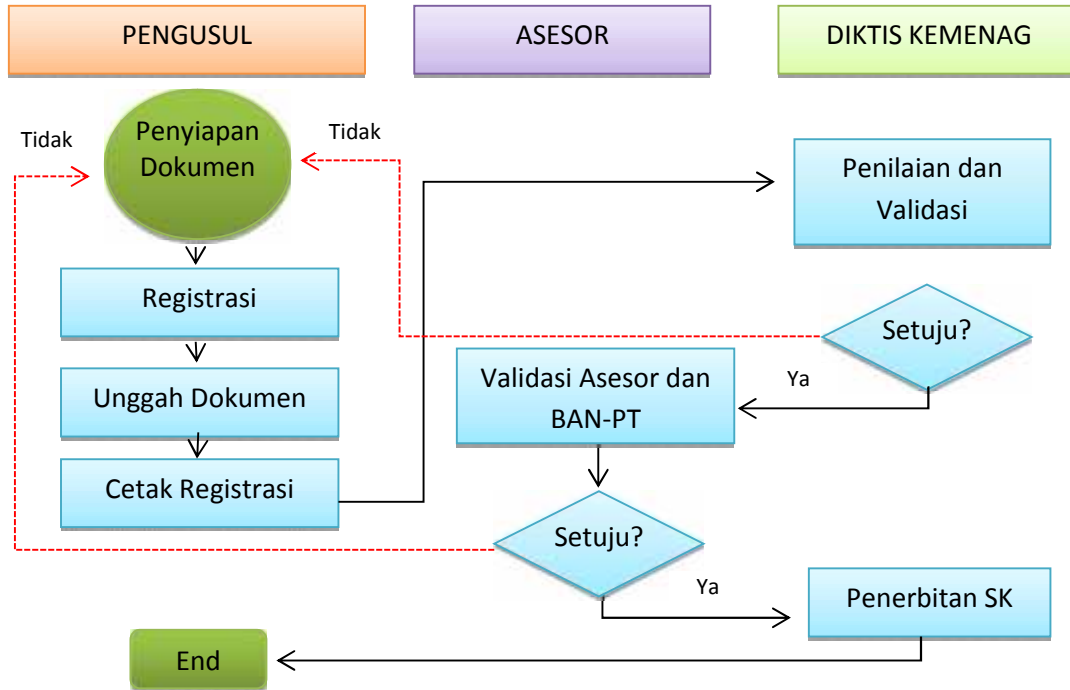 PENGUSUL
ASESOR
DIKTIS KEMENAG
Tidak
Penyiapan
Dokumen
Tidak
Penilaian dan
Validasi
Registrasi
Setuju?
Ya
Validasi Asesor dan
BAN-PT
Unggah Dokumen
Cetak Registrasi
Setuju?
Ya
Penerbitan SK
End